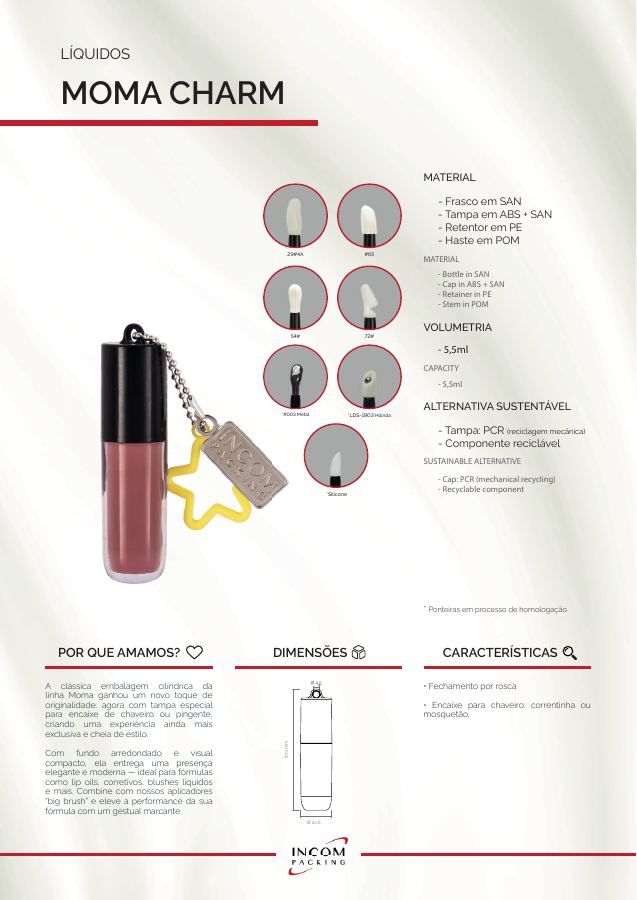 LÍQUIDOS
MOMA CHARM
29#4A
#65
54#
72#
*#003 Metal
*LDS-1903 Híbrida
*Silicone
INCOM
PACKING
MATERIAL
- Frasco em SAN
- Tampa em ABS + SAN
- Retentor em PE
- Haste em POM
MATERIAL
- Bottle in SAN
- Cap in ABS + SAN
- Retainer in PE
- Stem in POM
VOLUMETRIA
- 5,5ml
CAPACITY
- 5,5ml
ALTERNATIVA SUSTENTÁVEL
- Tampa: PCR (reciclagem mecânica)
- Componente reciclável
SUSTAINABLE ALTERNATIVE
- Cap: PCR (mechanical recycling)
- Recyclable component
* Ponteiras em processo de homologação
POR QUE AMAMOS?
A clássica embalagem cilíndrica da
linha Moma ganhou um novo toque de
originalidade: agora com tampa especial
para encaixe de chaveiro ou pingente,
criando uma experiência ainda mais
exclusiva e cheia de estilo.
Com fundo arredondado e visual
compacto, ela entrega uma presença
elegante e moderna — ideal para fórmulas
como lip oils, corretivos, blushes líquidos
e mais. Combine com nossos aplicadores
"big brush" e eleve a performance da sua
fórmula com um gestual marcante.
DIMENSÕES
CARACTERÍSTICAS
• Fechamento por rosca
• Encaixe para chaveiro: correntinha ou
mosquetão.
INCOM
PACKING